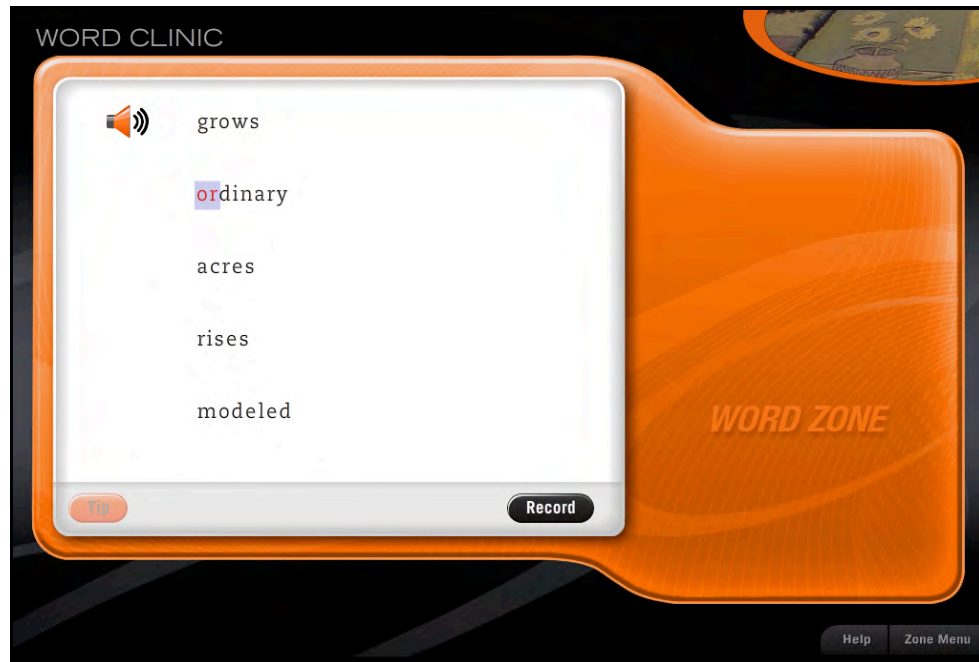 WORD CLINIC
grows
ordinary
acres
rises
modeled
WORD ZONE
Tip
Record
Help
Zone Menu